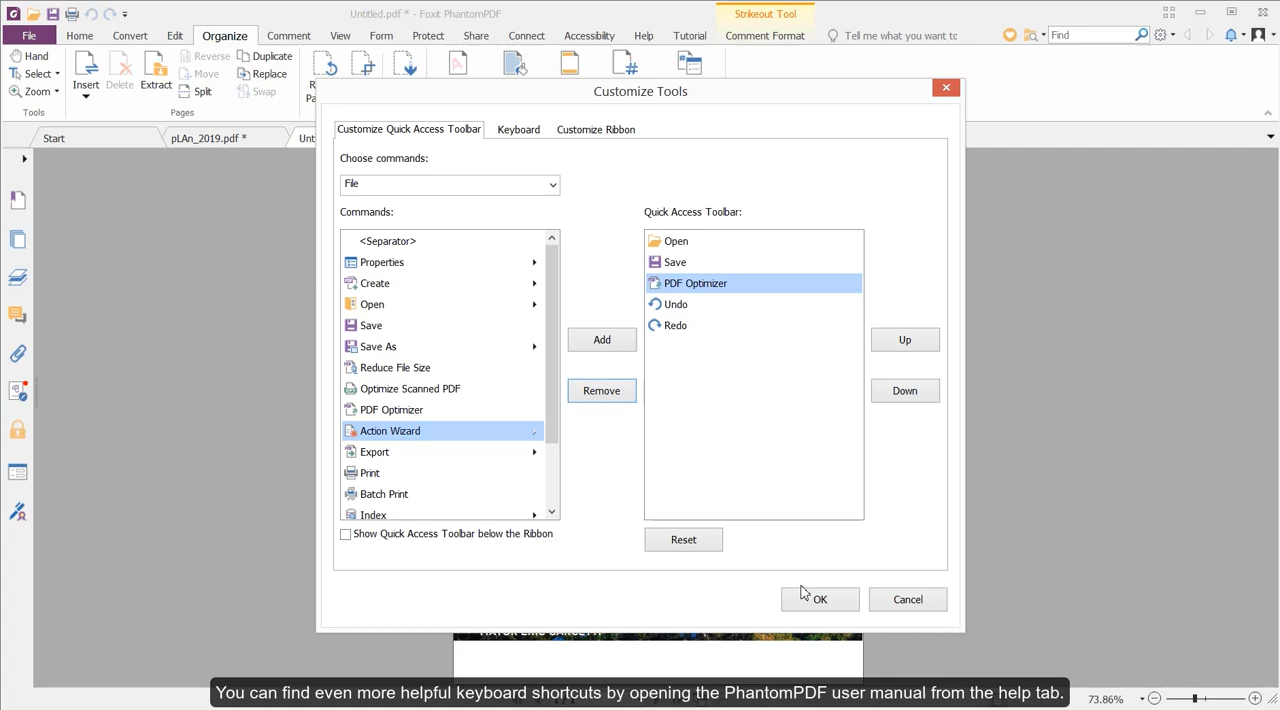 Untitled.pdf * - Foxit PhantomPDF
Strikeout Tool
File Home Convert Edit Organize Comment View Form Protect Share Connect Accessibility Help Tutorial Comment Format Tell me what you want to Find
Hand
Select
Zoom
Tools
Insert Delete Extract
Reverse Duplicate
Move Replace
Split Swap
Pages
Start
pLAn_2019.pdf *
Customize Tools
Customize Quick Access Toolbar Keyboard Customize Ribbon
Choose commands:
File
Commands:
<Separator>
Properties
Create
Open
Save
Save As
Reduce File Size
Optimize Scanned PDF
PDF Optimizer
Action Wizard
Export
Print
Batch Print
Index
Show Quick Access Toolbar below the Ribbon
Add
Remove
Quick Access Toolbar:
Open
Save
PDF Optimizer
Undo
Redo
Reset
Up
Down
OK
Cancel
You can find even more helpful keyboard shortcuts by opening the PhantomPDF user manual from the help tab.
73.86%